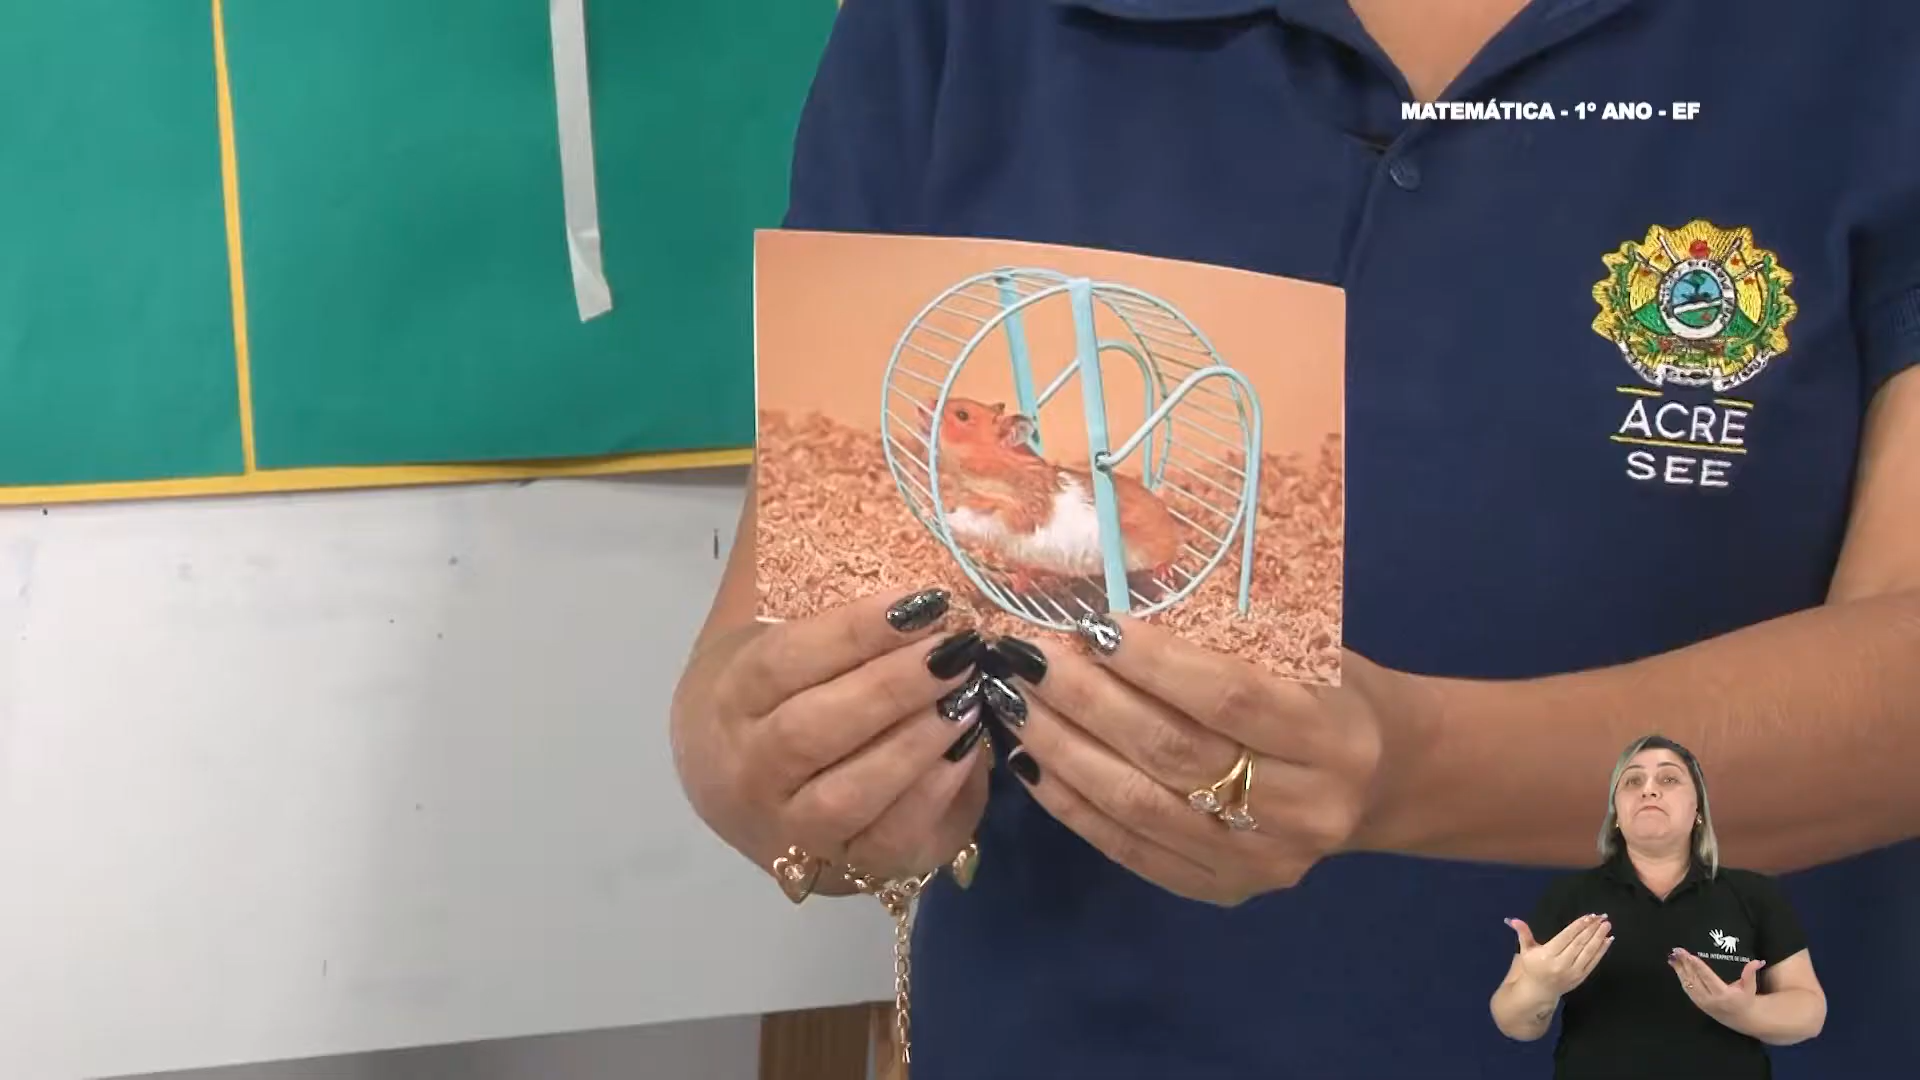 MATEMÁTICA - 1º ANO - EF
ACRE
SEE